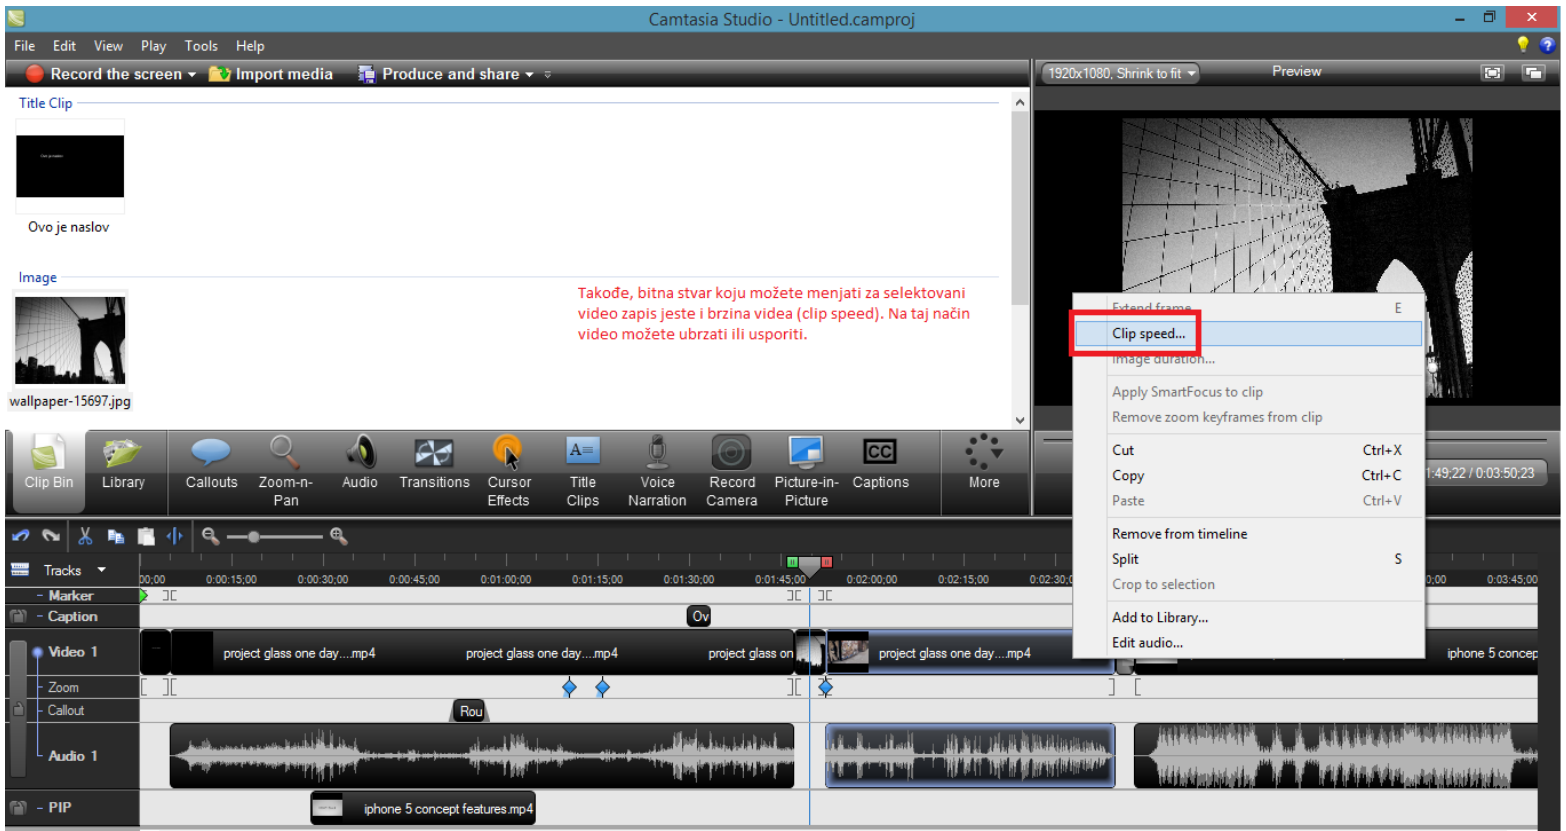 Camtasia Studio - Untitled.camproj
File Edit View Play Tools Help
Record the screen Import media Produce and share
1920x1080, Shrink to fit Preview
Title Clip
Ovo je naslov
Image
wallpaper-15697.jpg
Takođe, bitna stvar koju možete menjati za selektovani
video zapis jeste i brzina videa (clip speed). Na taj način
video možete ubrzati ili usporiti.
Extend frame E
Clip speed...
Image duration...
Apply SmartFocus to clip
Remove zoom keyframes from clip
Cut Ctrl+X
Copy Ctrl+C
Paste Ctrl+V
Remove from timeline
Split S
Crop to selection
Add to Library...
Edit audio...
Clip Bin Library Callouts Zoom-n-Pan Audio Transitions Cursor Effects Title Clips Voice Narration Record Camera Picture-in-Picture CC Captions More
1:49;22 / 0:03:50;23
Tracks
00;00 0:00:15;00 0:00:30;00 0:00:45;00 0:01:00;00 0:01:15;00 0:01:30;00 0:01:45;00 0:02:00;00 0:02:15;00 0:02:30;0 0;00 0:03:45;00
Marker
Caption Ov
Video 1 project glass one day....mp4 project glass one day....mp4 project glass on project glass one day....mp4 iphone 5 concep
Zoom
Callout Rou
Audio 1
PIP iphone 5 concept features.mp4